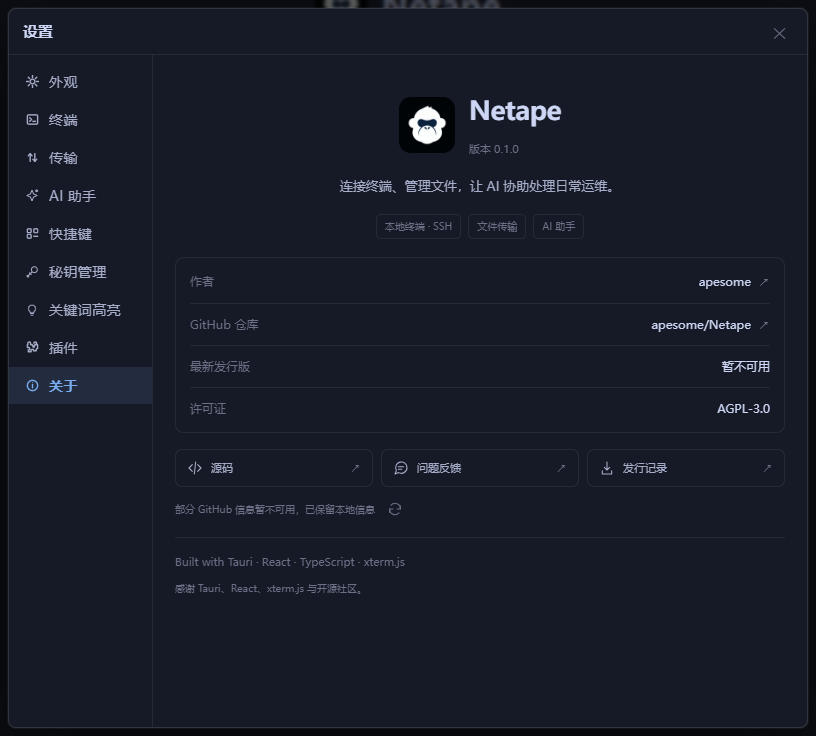 Netape
设置
外观
终端
传输
AI 助手
快捷键
秘钥管理
关键词高亮
插件
关于
Netape
版本 0.1.0
连接终端、管理文件，让 AI 协助处理日常运维。
本地终端 · SSH 文件传输 AI 助手
作者 apesome
GitHub 仓库 apesome/Netape
最新发行版 暂不可用
许可证 AGPL-3.0
源码 问题反馈 发行记录
部分 GitHub 信息暂不可用，已保留本地信息
Built with Tauri · React · TypeScript · xterm.js
感谢 Tauri、React、xterm.js 与开源社区。